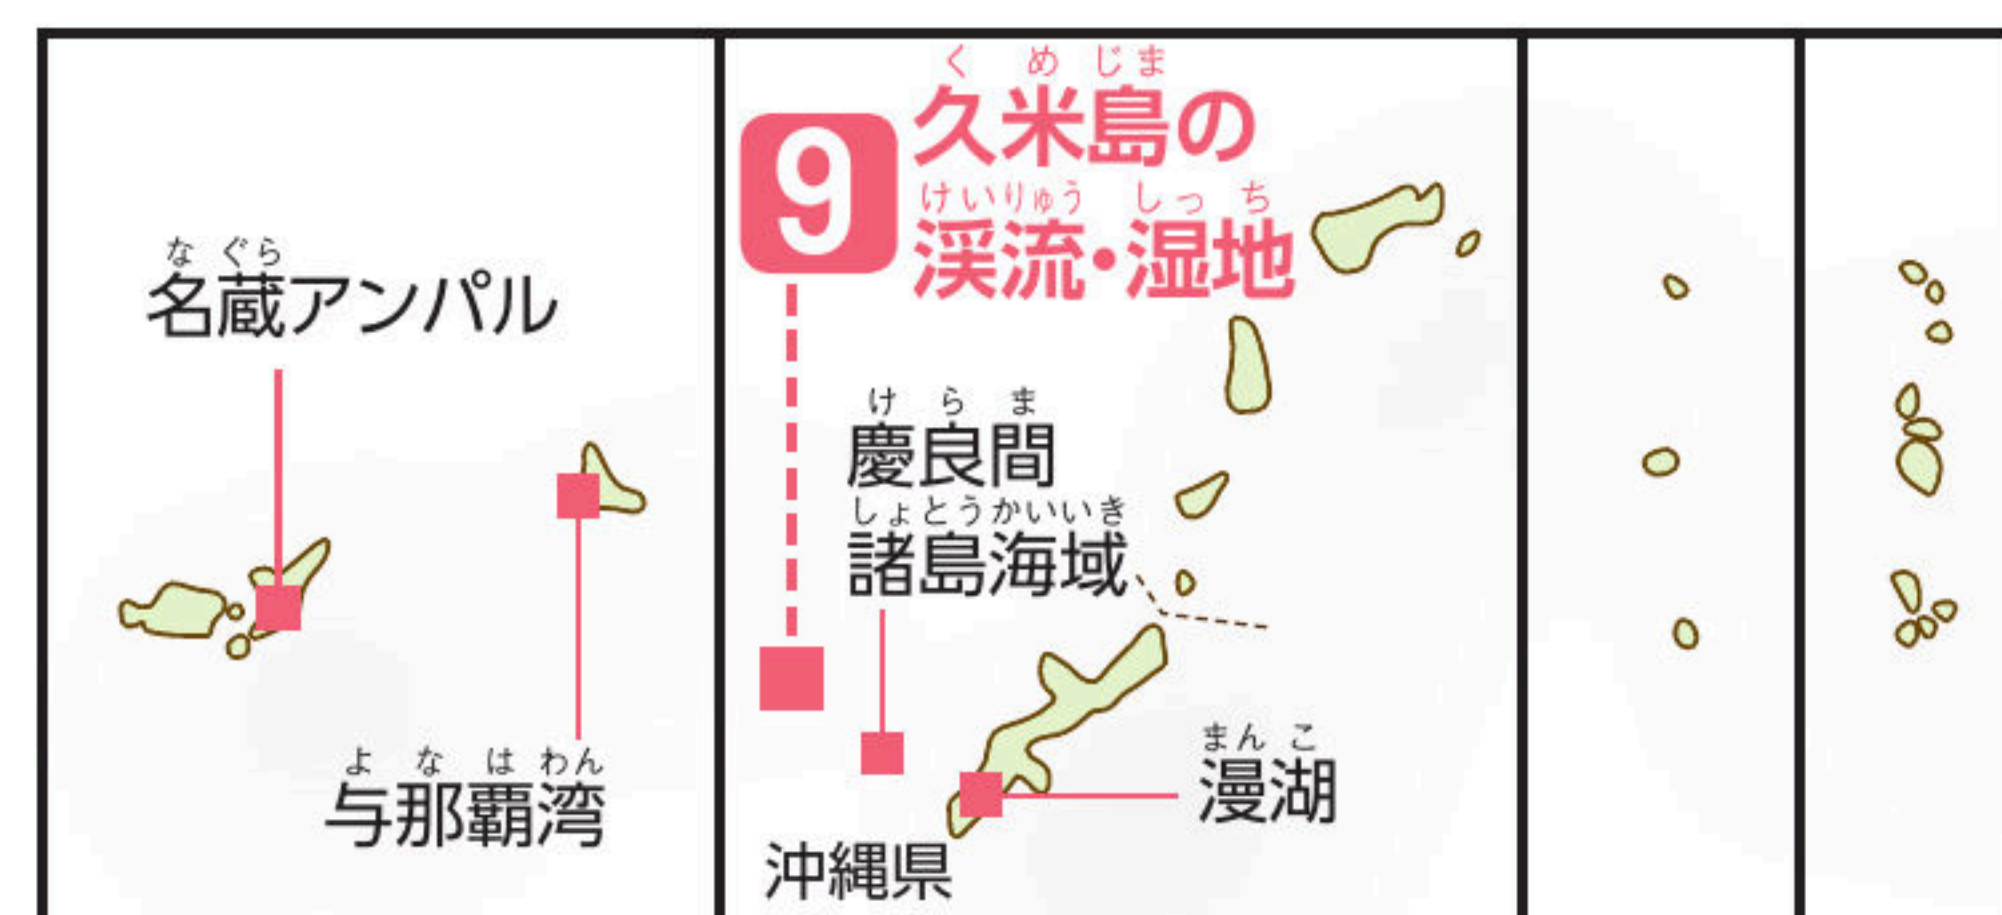 なぐら
名蔵アンパル
よなはわん
与那覇湾
9
くめじま
久米島の
けいりゅう しっち
渓流・湿地
けらま
慶良間
しょとうかいいき
諸島海域
まんこ
漫湖
沖縄県